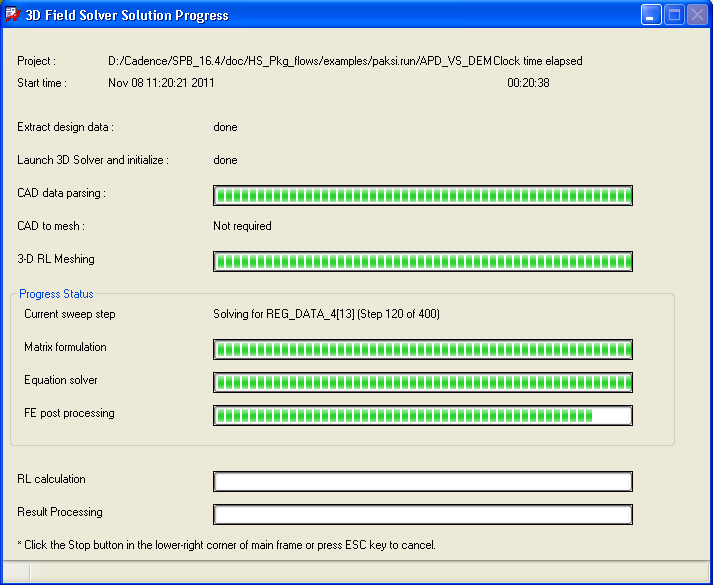 3D Field Solver Solution Progress
Project : D:/Cadence/SPB_16.4/doc/HS_Pkg_flows/examples/paksi.run/APD_VS_DEM Clock time elapsed
Start time : Nov 08 11:20:21 2011 00:20:38
Extract design data : done
Launch 3D Solver and initialize : done
CAD data parsing :
CAD to mesh : Not required
3-D RL Meshing
Progress Status
Current sweep step Solving for REG_DATA_4[13] (Step 120 of 400)
Matrix formulation
Equation solver
FE post processing
RL calculation
Result Processing
* Click the Stop button in the lower-right corner of main frame or press ESC key to cancel.